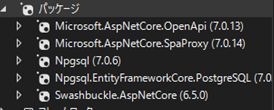 パッケージ
Microsoft.AspNetCore.OpenApi (7.0.13)
Microsoft.AspNetCore.SpaProxy (7.0.14)
Npgsql (7.0.6)
Npgsql.EntityFrameworkCore.PostgreSQL (7.0
Swashbuckle.AspNetCore (6.5.0)